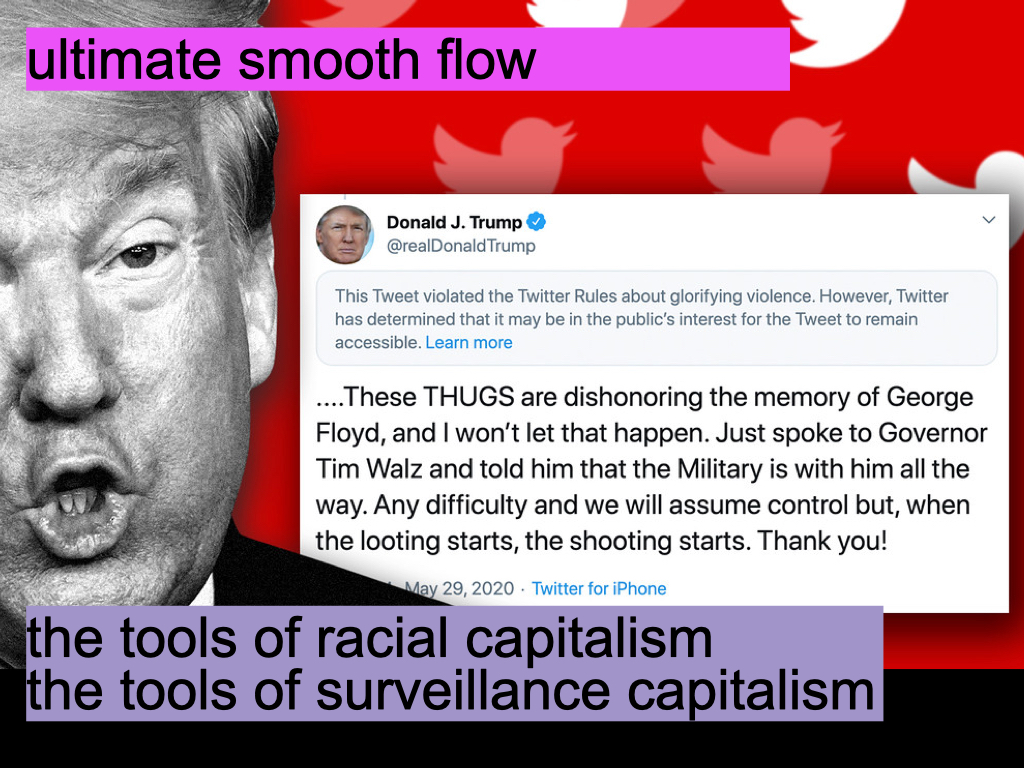 ultimate smooth flow
Donald J. Trump
@realDonaldTrump
This Tweet violated the Twitter Rules about glorifying violence. However, Twitter
has determined that it may be in the public's interest for the Tweet to remain
accessible. Learn more
....These THUGS are dishonoring the memory of George
Floyd, and I won't let that happen. Just spoke to Governor
Tim Walz and told him that the Military is with him all the
way. Any difficulty and we will assume control but, when
the looting starts, the shooting starts. Thank you!
May 29, 2020 · Twitter for iPhone
the tools of racial capitalism
the tools of surveillance capitalism